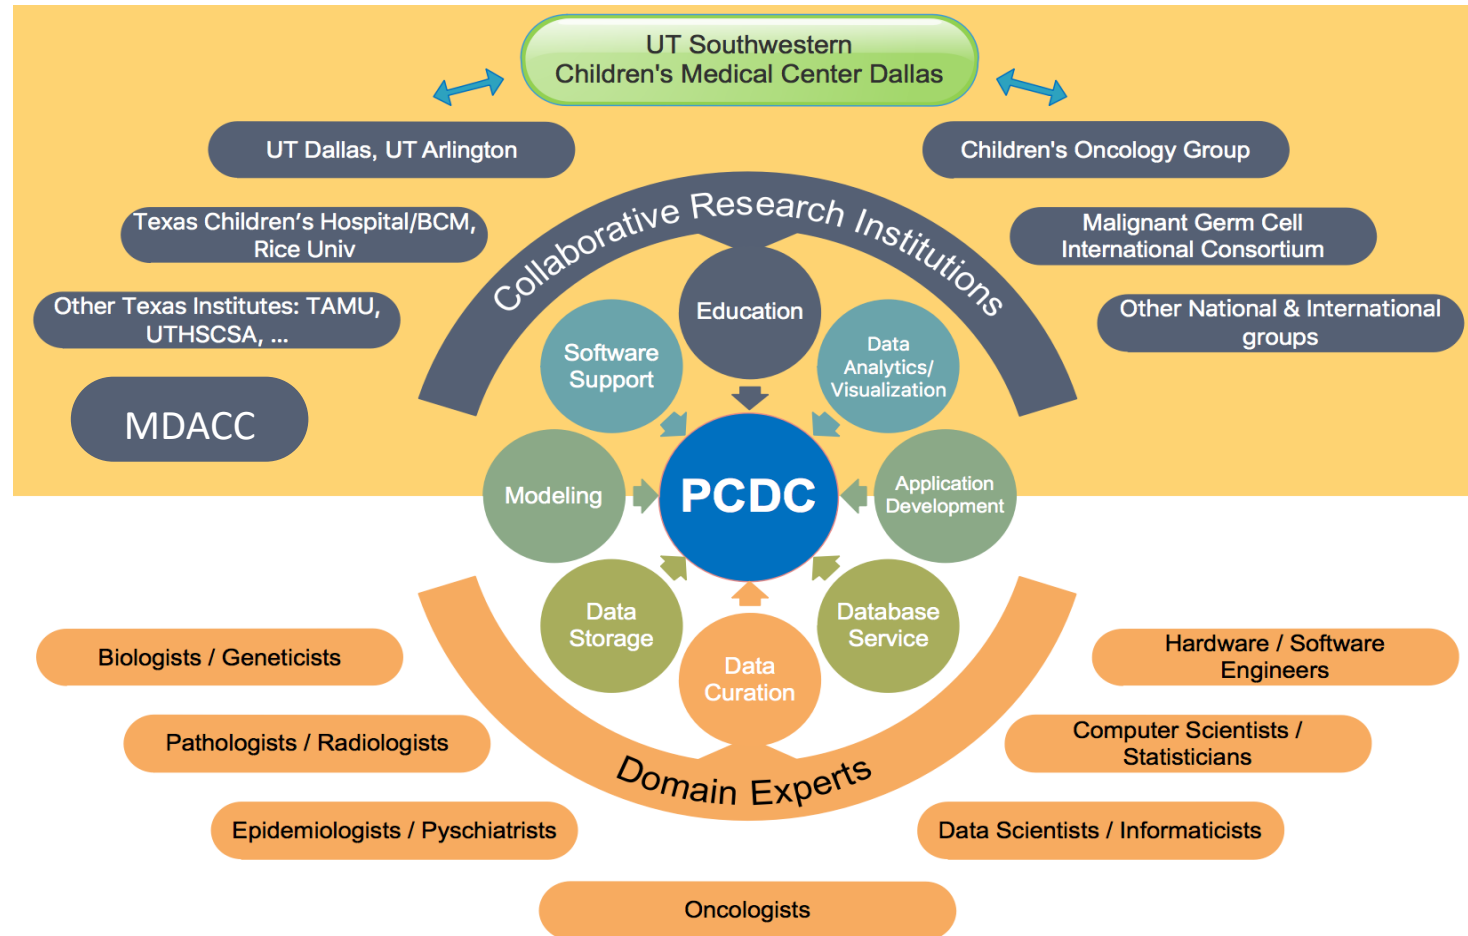 UT Southwestern
Children's Medical Center Dallas
UT Dallas, UT Arlington
Children's Oncology Group
Texas Children’s Hospital/BCM,
Rice Univ
Malignant Germ Cell
International Consortium
Other Texas Institutes: TAMU,
UTHSCSA, ...
Other National & International
groups
MDACC
Collaborative Research Institutions
Education
Software
Support
Data
Analytics/
Visualization
Modeling
PCDC
Application
Development
Data
Storage
Database
Service
Data
Curation
Domain Experts
Biologists / Geneticists
Hardware / Software
Engineers
Pathologists / Radiologists
Computer Scientists /
Statisticians
Epidemiologists / Pyschiatrists
Data Scientists / Informaticists
Oncologists